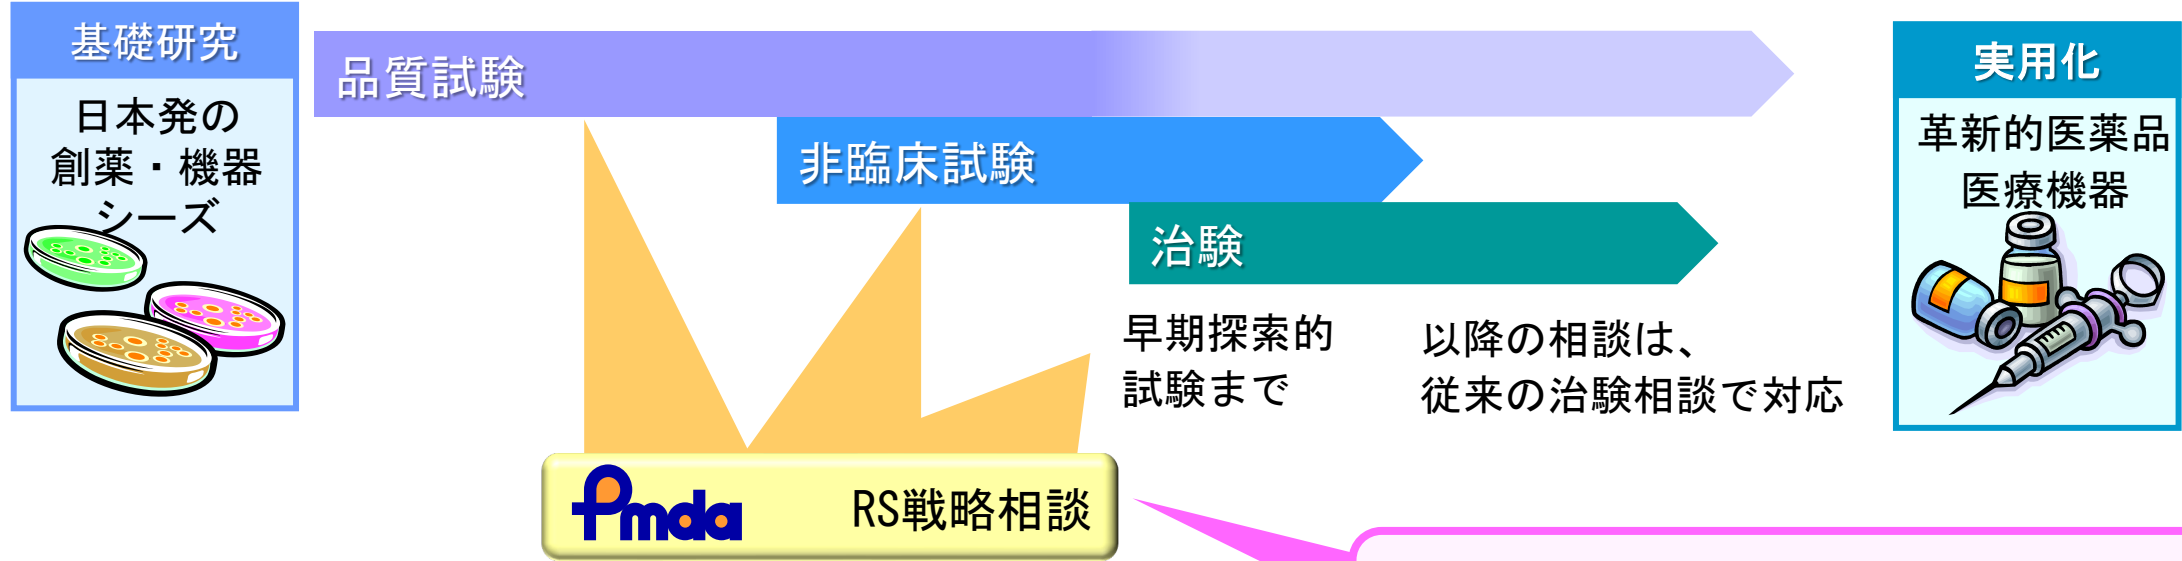 基礎研究
日本発の
創薬・機器
シーズ
品質試験
非臨床試験
治験
早期探索的
試験まで
以降の相談は、
従来の治験相談で対応
実用化
革新的医薬品
医療機器
Pmda
RS戦略相談